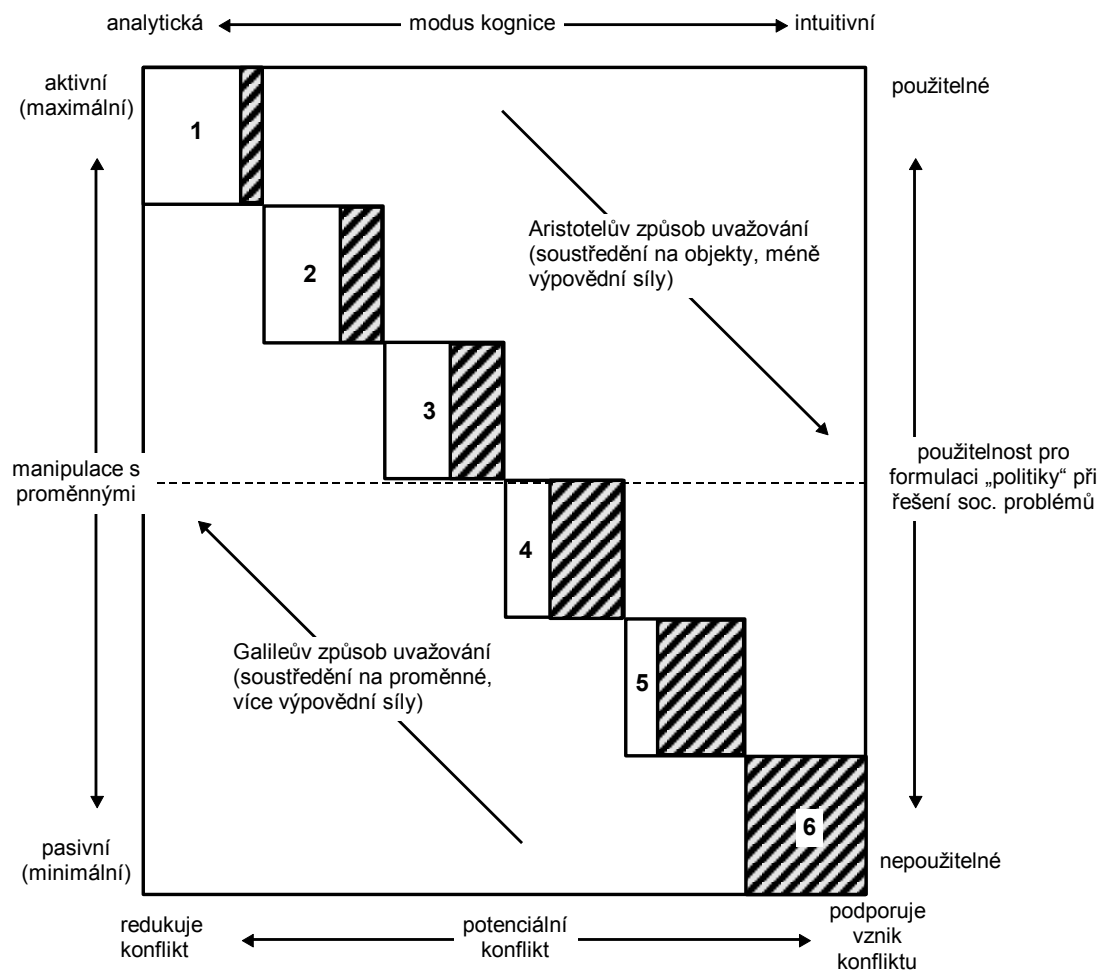 analytická
modus kognice
intuitivní
aktivní
(maximální)
použitelné
1
Aristotelův způsob uvažování
(soustředění na objekty, méně
výpovědní síly)
2
3
manipulace s
proměnnými
použitelnost pro
formulaci „politiky“ při
řešení soc. problémů
4
Galileův způsob uvažování
(soustředění na proměnné,
více výpovědní síly)
5
6
pasivní
(minimální)
nepoužitelné
redukuje
konflikt
potenciální
konflikt
podporuje
vznik
konfliktu